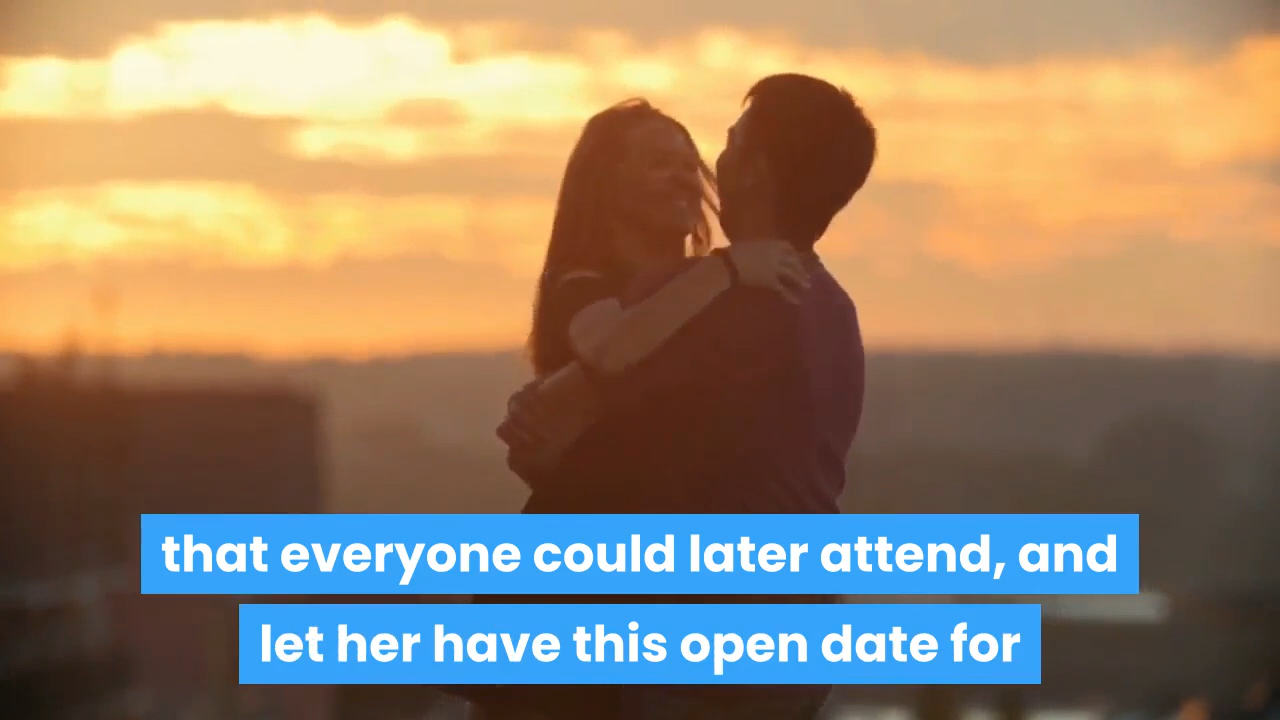 that everyone could later attend, and
let her have this open date for